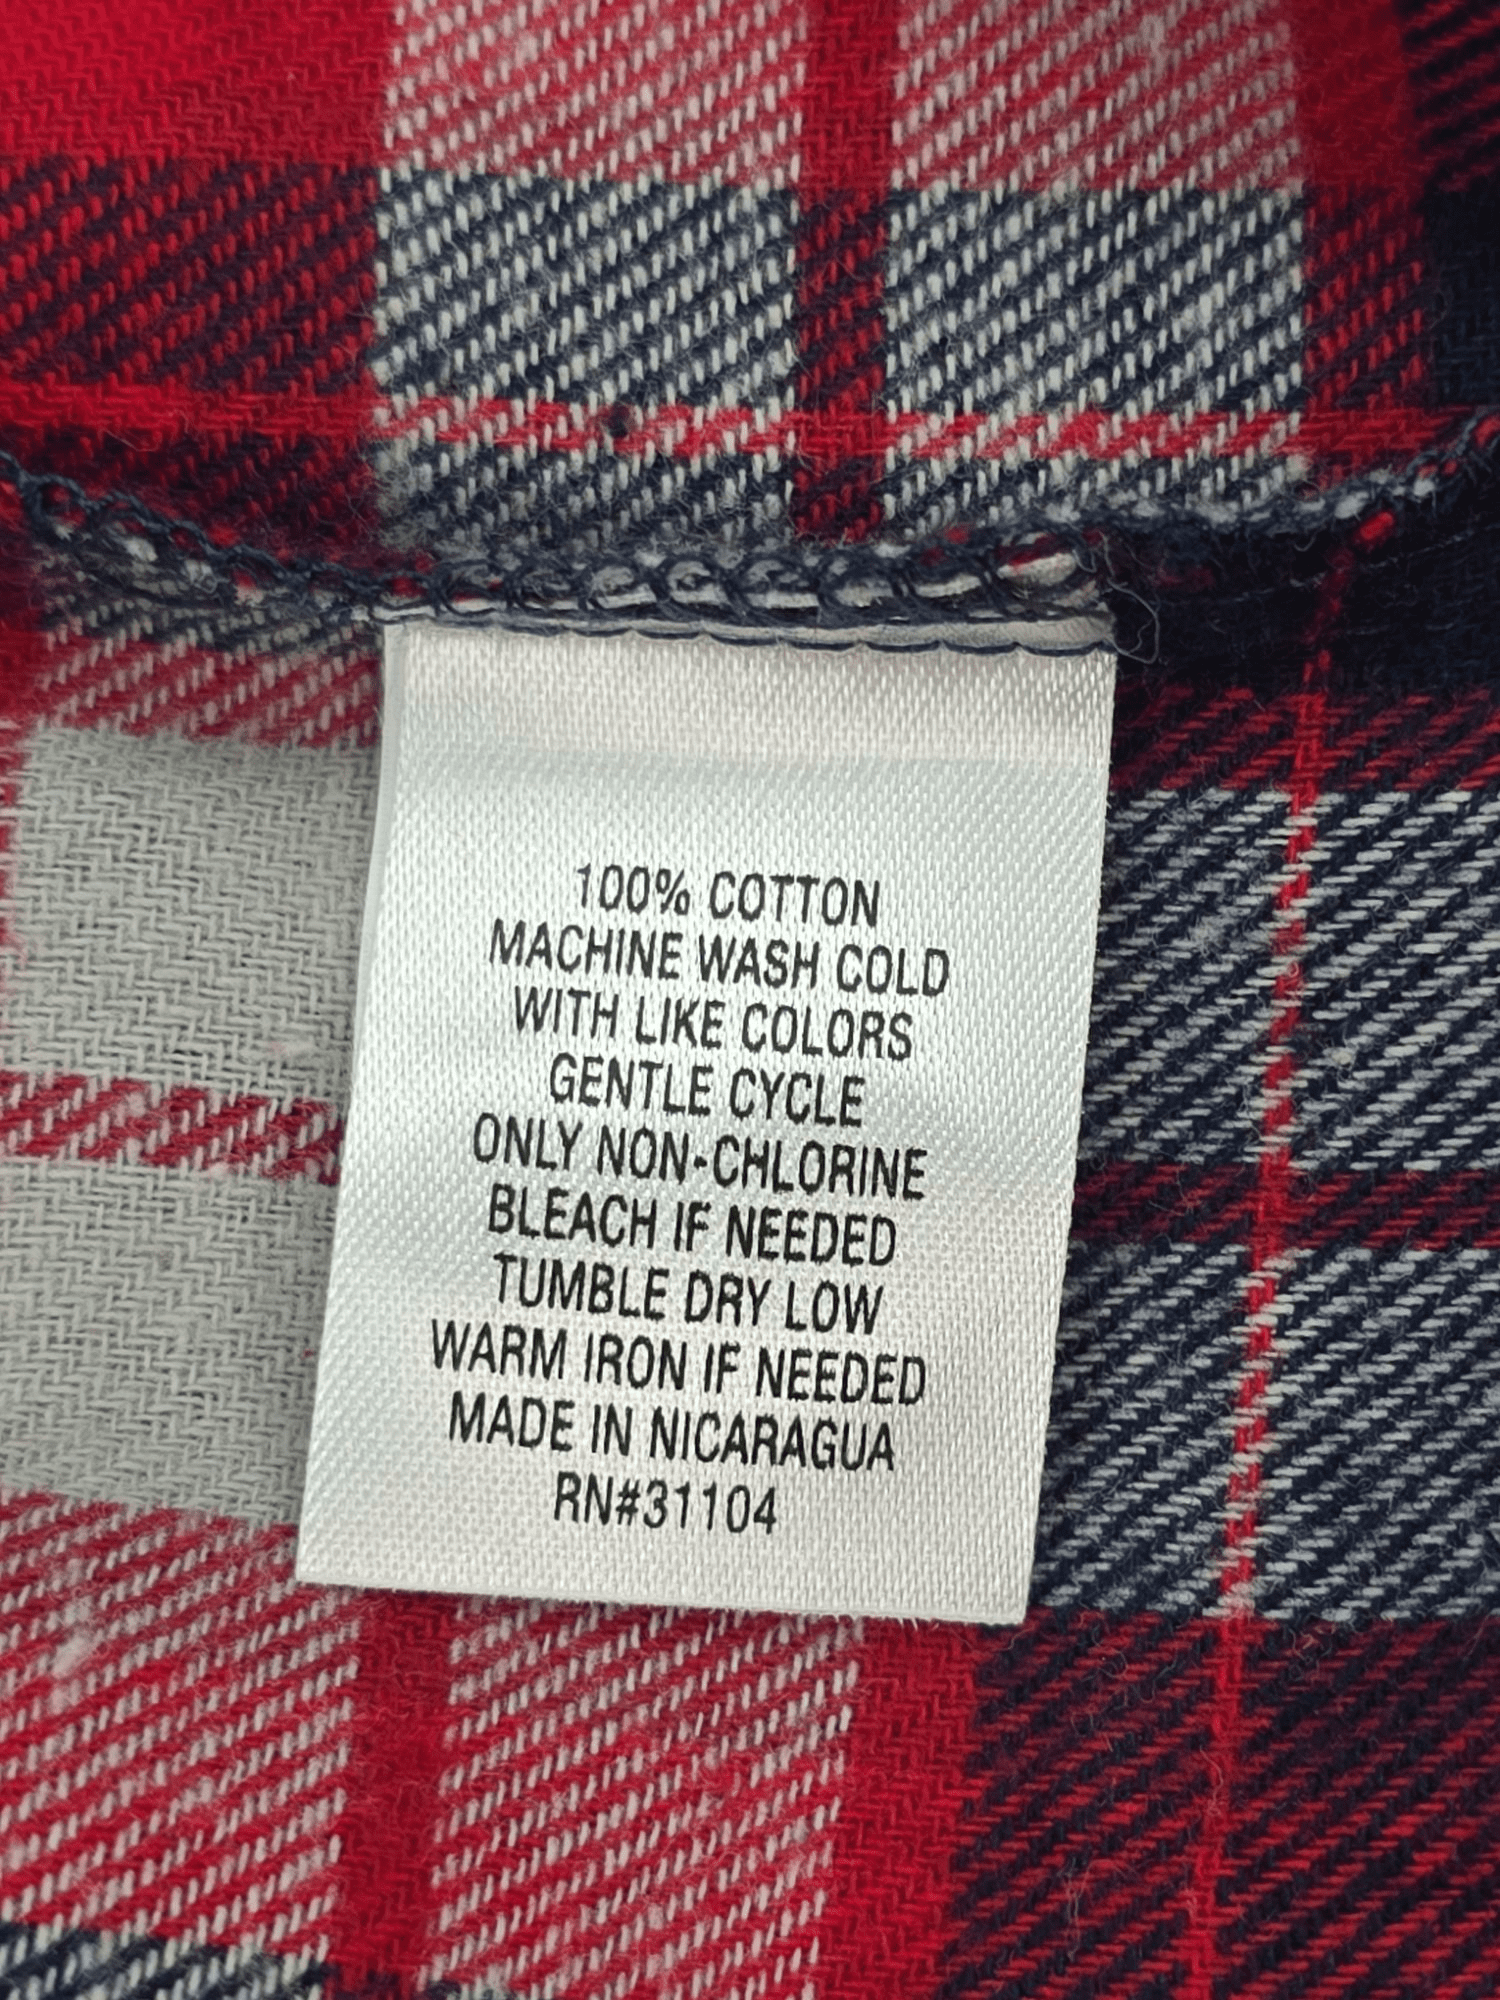 100% COTTON
MACHINE WASH COLD
WITH LIKE COLORS
GENTLE CYCLE
ONLY NON-CHLORINE
BLEACH IF NEEDED
TUMBLE DRY LOW
WARM IRON IF NEEDED
MADE IN NICARAGUA
RN#31104